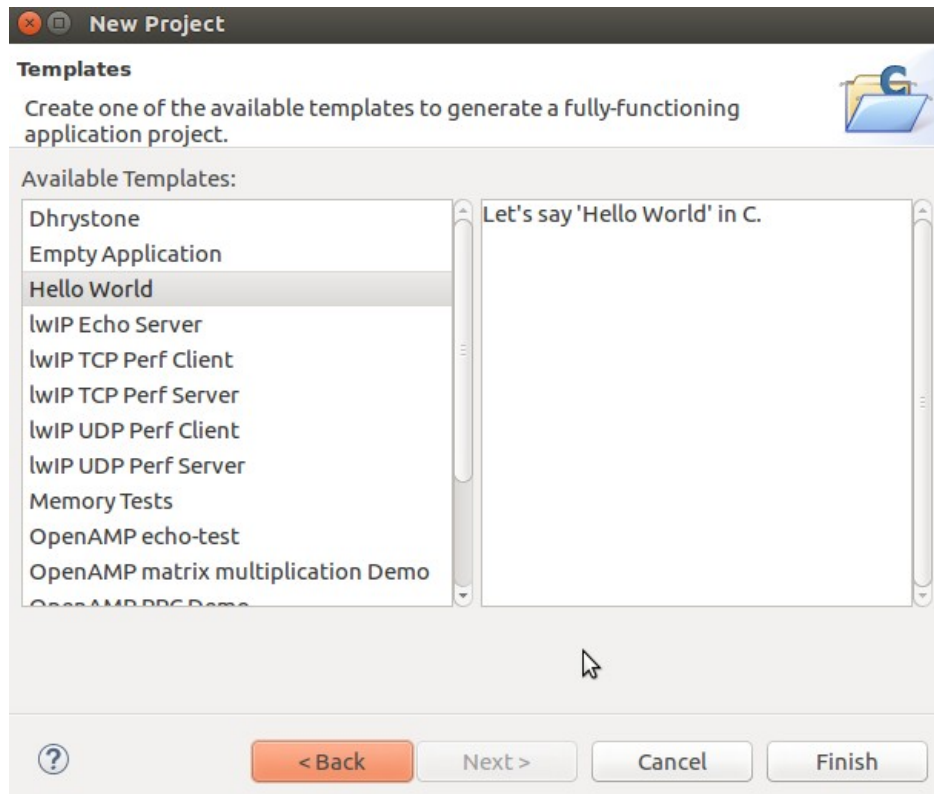 New Project
Templates
Create one of the available templates to generate a fully-functioning
application project.
C
Available Templates:
Dhrystone
Empty Application
Hello World
lwIP Echo Server
lwIP TCP Perf Client
lwIP TCP Perf Server
lwIP UDP Perf Client
lwIP UDP Perf Server
Memory Tests
OpenAMP echo-test
OpenAMP matrix multiplication Demo
OpenAMP RPC Demo
Let's say 'Hello World' in C.
?
< Back
Next >
Cancel
Finish